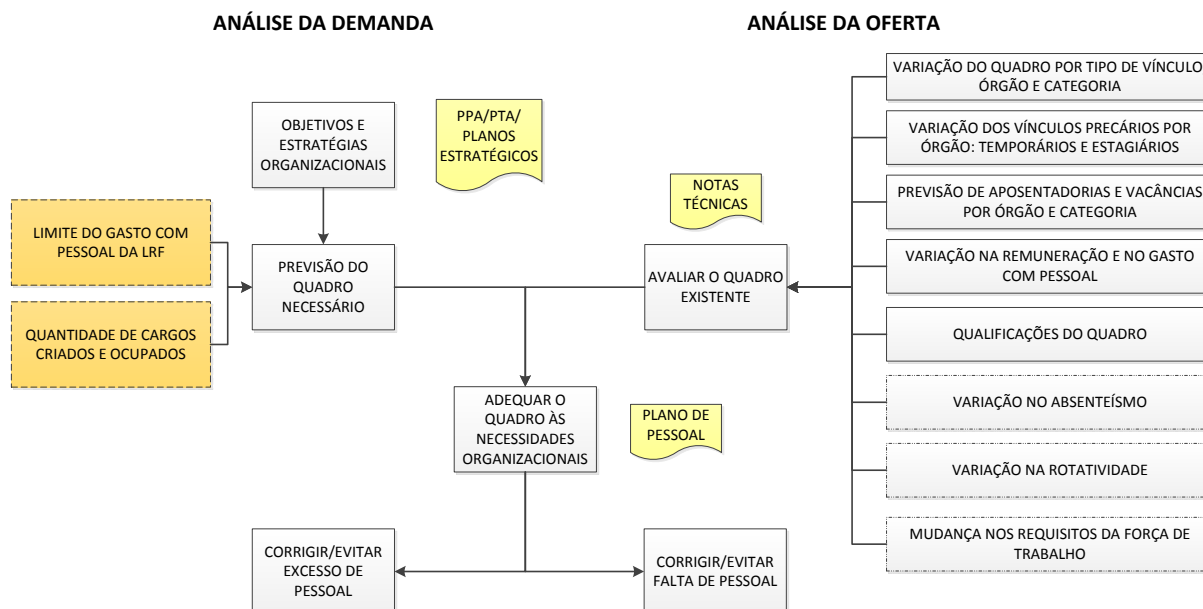 ANÁLISE DA DEMANDA
ANÁLISE DA OFERTA
OBJETIVOS E
ESTRATÉGIAS
ORGANIZACIONAIS
PPA/PTA/
PLANOS
ESTRATÉGICOS
LIMITE DO GASTO COM
PESSOAL DA LRF
QUANTIDADE DE CARGOS
CRIADOS E OCUPADOS
PREVISÃO DO
QUADRO
NECESSÁRIO
NOTAS
TÉCNICAS
AVALIAR O QUADRO
EXISTENTE
ADEQUAR O
QUADRO ÀS
NECESSIDADES
ORGANIZACIONAIS
PLANO DE
PESSOAL
CORRIGIR/EVITAR
EXCESSO DE
PESSOAL
CORRIGIR/EVITAR
FALTA DE PESSOAL
VARIAÇÃO DO QUADRO POR TIPO DE VÍNCULO
ÓRGÃO E CATEGORIA
VARIAÇÃO DOS VÍNCULOS PRECÁRIOS POR
ÓRGÃO: TEMPORÁRIOS E ESTAGIÁRIOS
PREVISÃO DE APOSENTADORIAS E VACÂNCIAS
POR ÓRGÃO E CATEGORIA
VARIAÇÃO NA REMUNERAÇÃO E NO GASTO
COM PESSOAL
QUALIFICAÇÕES DO QUADRO
VARIAÇÃO NO ABSENTEÍSMO
VARIAÇÃO NA ROTATIVIDADE
MUDANÇA NOS REQUISITOS DA FORÇA DE
TRABALHO